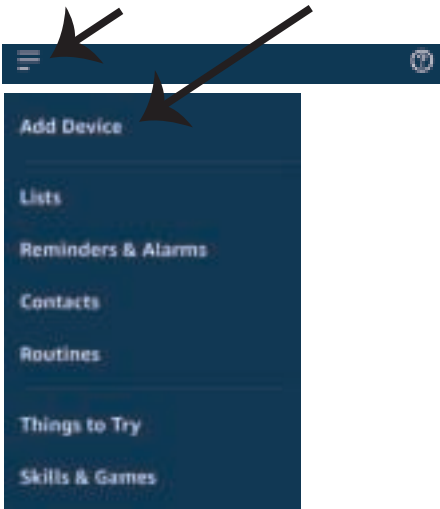 Add Device
Lists
Reminders & Alarms
Contacts
Routines
Things to Try
Skills & Games